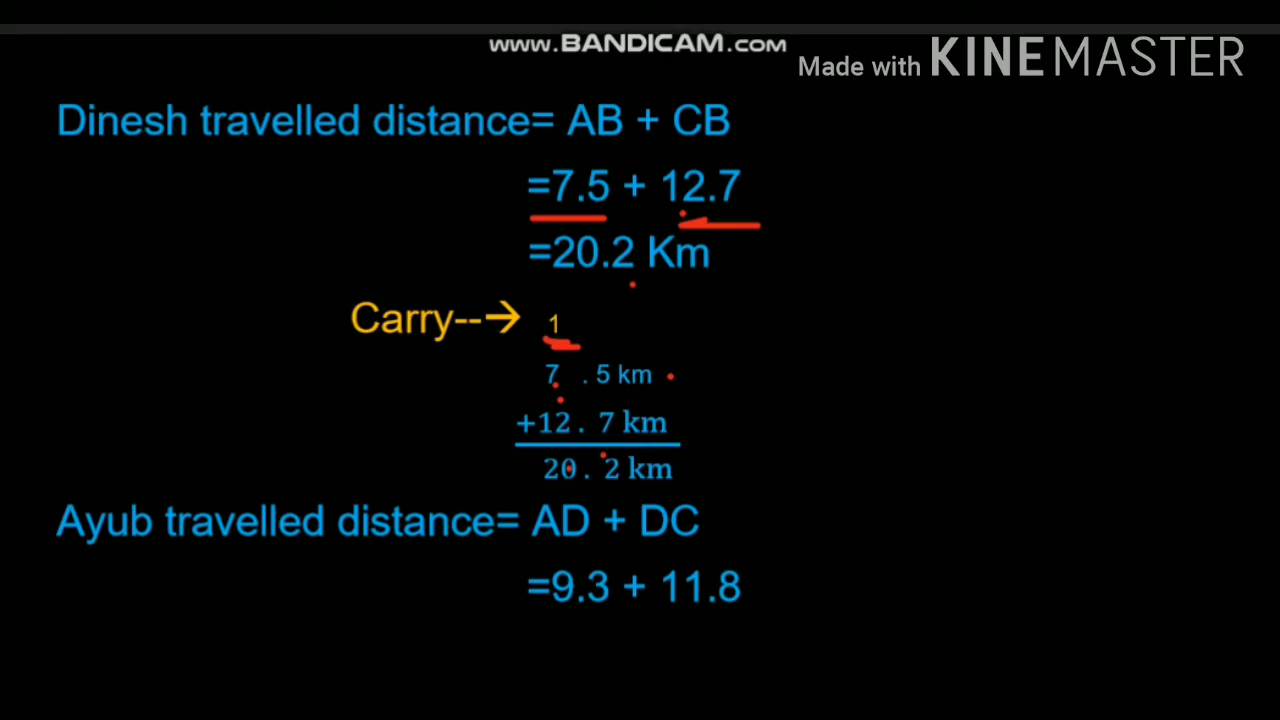 www.BANDICAM.com
Made with KINEMASTER
Dinesh travelled distance= AB + CB
=7.5 + 12.7
=20.2 Km
Carry--→ 1
7 .5 km
+12. 7 km
20. 2 km
Ayub travelled distance= AD + DC
=9.3 + 11.8